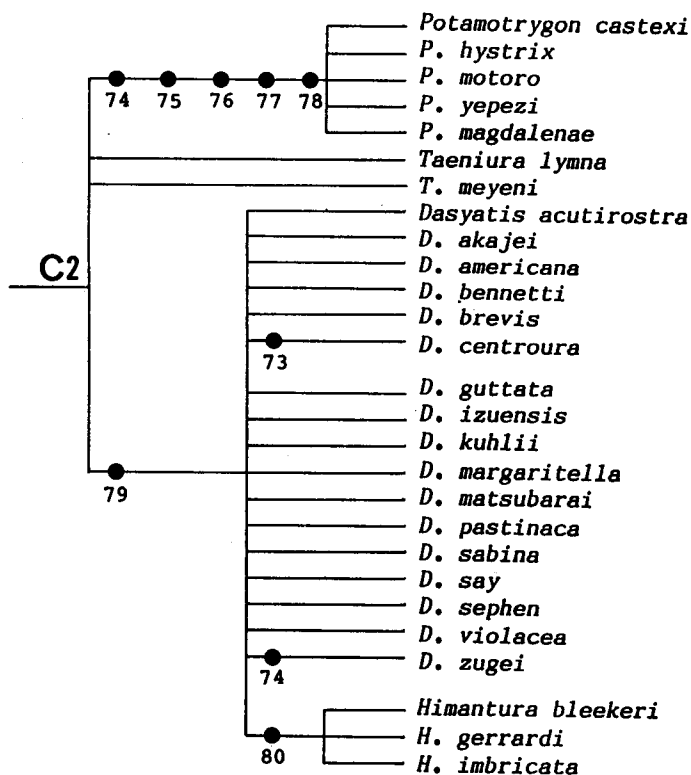 Potamotrygon castexi
P. hystrix
P. motoro
74 75 76 77 78
P. yepezi
P. magdalenae
Taeniura lymna
T. meyeni
Dasyatis acutirostra
D. akajei
C2
D. americana
D. bennetti
D. brevis
D. centroura
73
D. guttata
D. izuensis
D. kuhlii
D. margaritella
79
D. matsubarai
D. pastinaca
D. sabina
D. say
D. sephen
D. violacea
D. zugei
74
Himantura bleekeri
H. gerrardi
80
H. imbricata